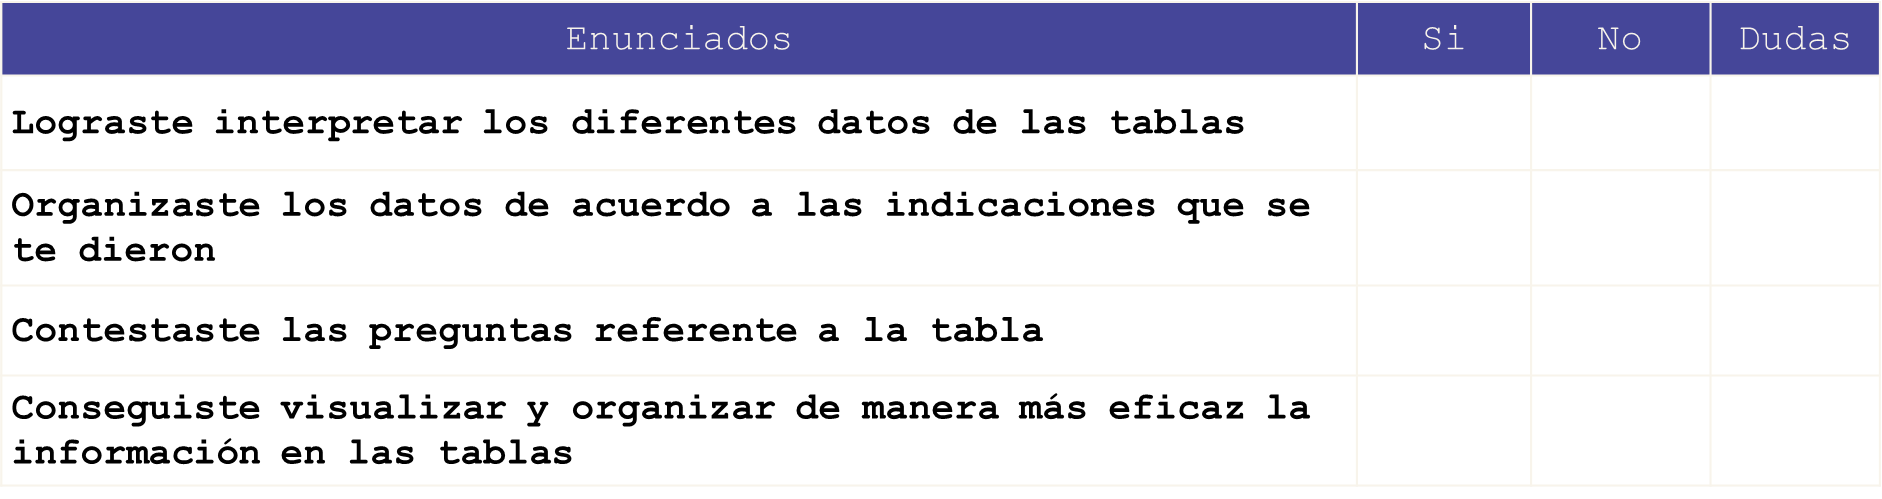 Enunciados Si No Dudas
Lograste interpretar los diferentes datos de las tablas
Organizaste los datos de acuerdo a las indicaciones que se
te dieron
Contestaste las preguntas referente a la tabla
Conseguiste visualizar y organizar de manera más eficaz la
información en las tablas